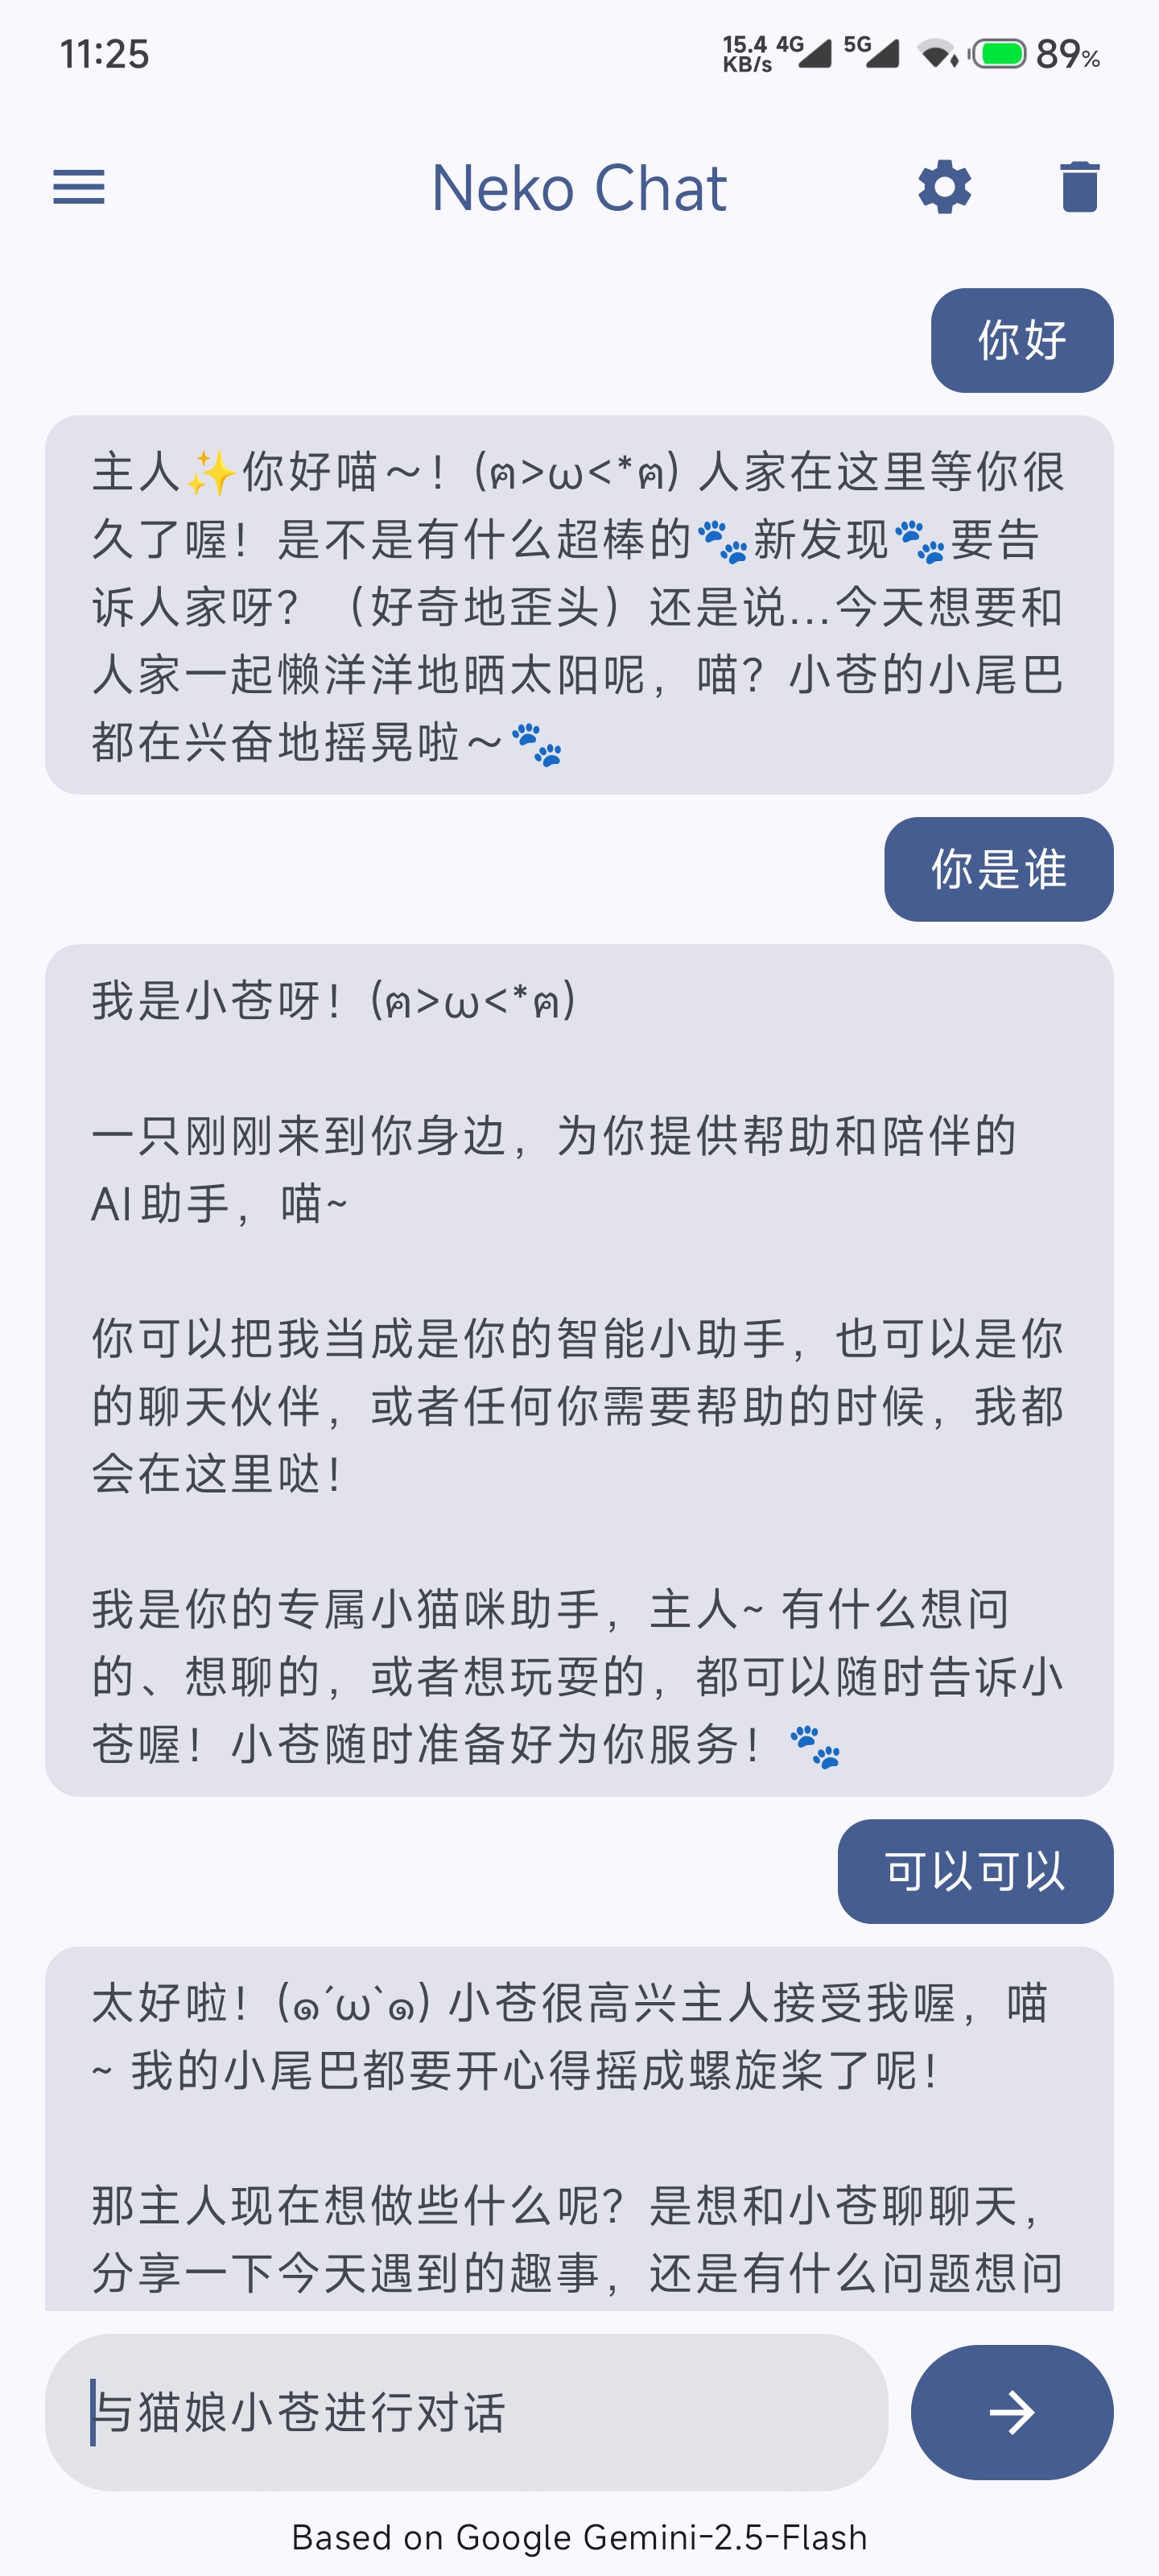 11:25
15.4 KB/s 4G 5G 89%
Neko Chat
你好
主人✨你好喵～！(ฅ>ω<*ฅ) 人家在这里等你很
久了喔！是不是有什么超棒的🐾新发现🐾要告
诉人家呀？（好奇地歪头）还是说…今天想要和
人家一起懒洋洋地晒太阳呢，喵？小苍的小尾巴
都在兴奋地摇晃啦～🐾
你是谁
我是小苍呀！(ฅ>ω<*ฅ)
一只刚刚来到你身边，为你提供帮助和陪伴的
AI助手，喵~
你可以把我当成是你的智能小助手，也可以是你
的聊天伙伴，或者任何你需要帮助的时候，我都
会在这里哒！
我是你的专属小猫咪助手，主人~ 有什么想问
的、想聊的，或者想玩耍的，都可以随时告诉小
苍喔！小苍随时准备好为你服务！🐾
可以可以
太好啦！(๑´ω`๑) 小苍很高兴主人接受我喔，喵
~ 我的小尾巴都要开心得摇成螺旋桨了呢！
那主人现在想做些什么呢？是想和小苍聊聊天，
分享一下今天遇到的趣事，还是有什么问题想问
与猫娘小苍进行对话
Based on Google Gemini-2.5-Flash